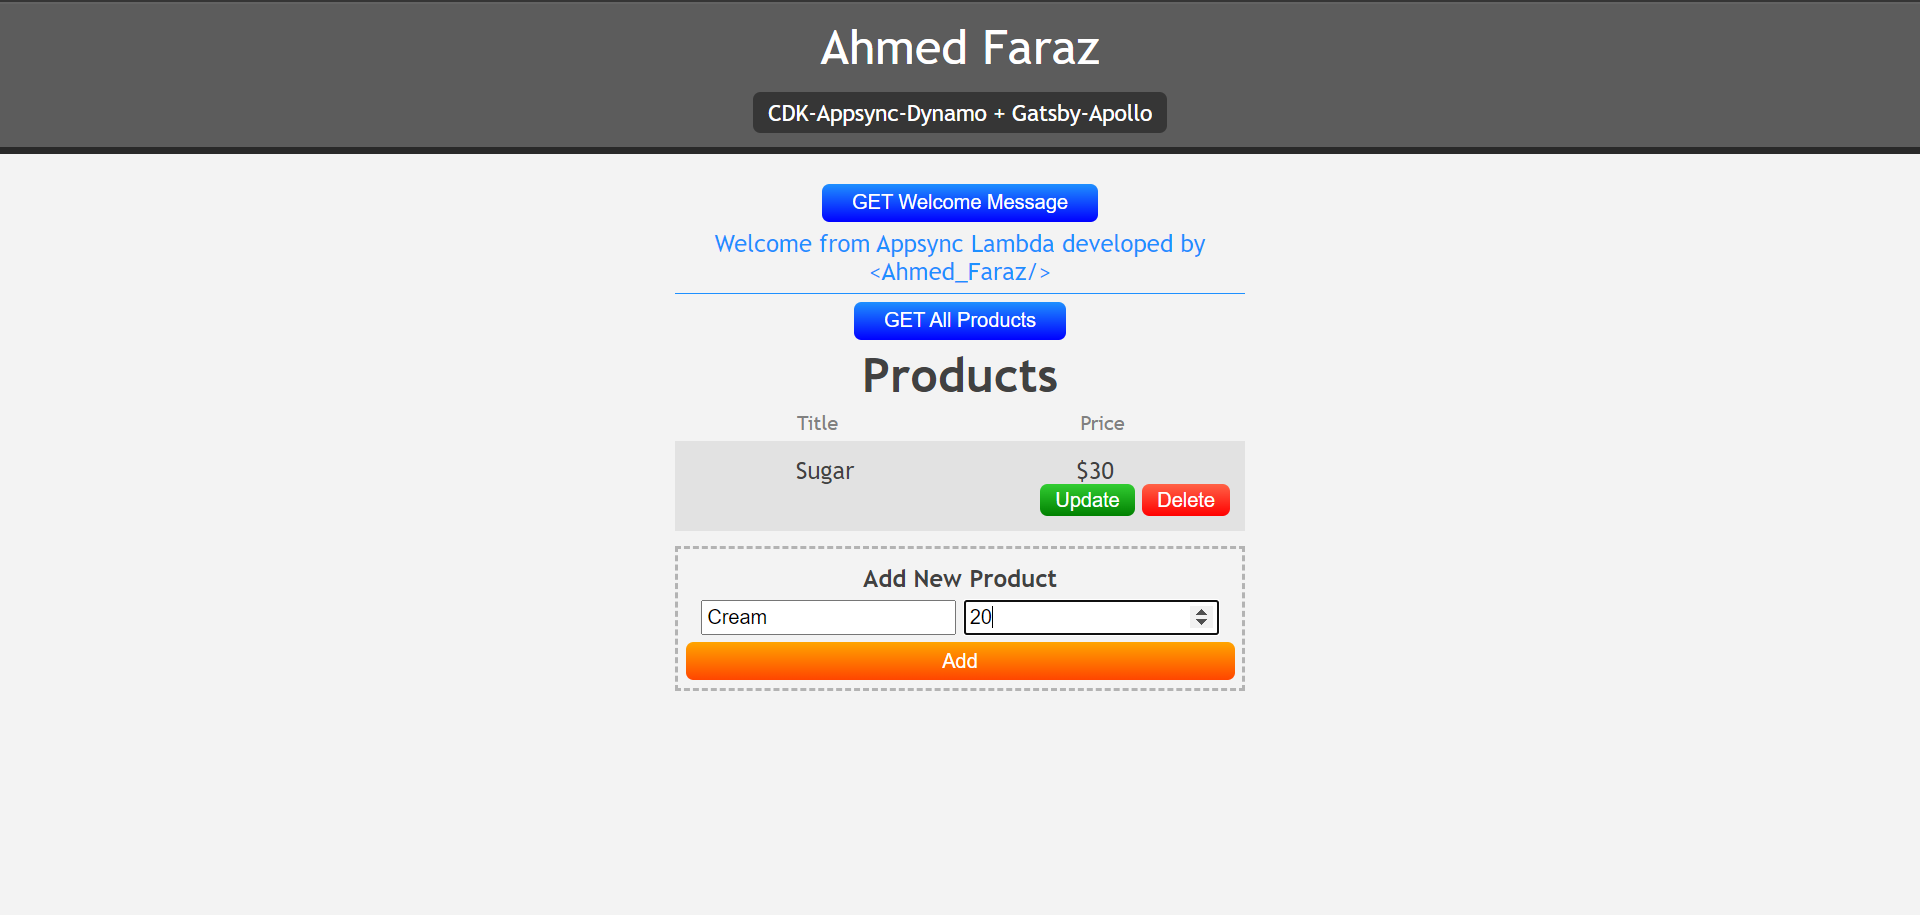 Ahmed Faraz
CDK-Appsync-Dynamo + Gatsby-Apollo
GET Welcome Message
Welcome from Appsync Lambda developed by
<Ahmed_Faraz/>
GET All Products
Products
Title Price
Sugar $30
Update Delete
Add New Product
Cream 20
Add